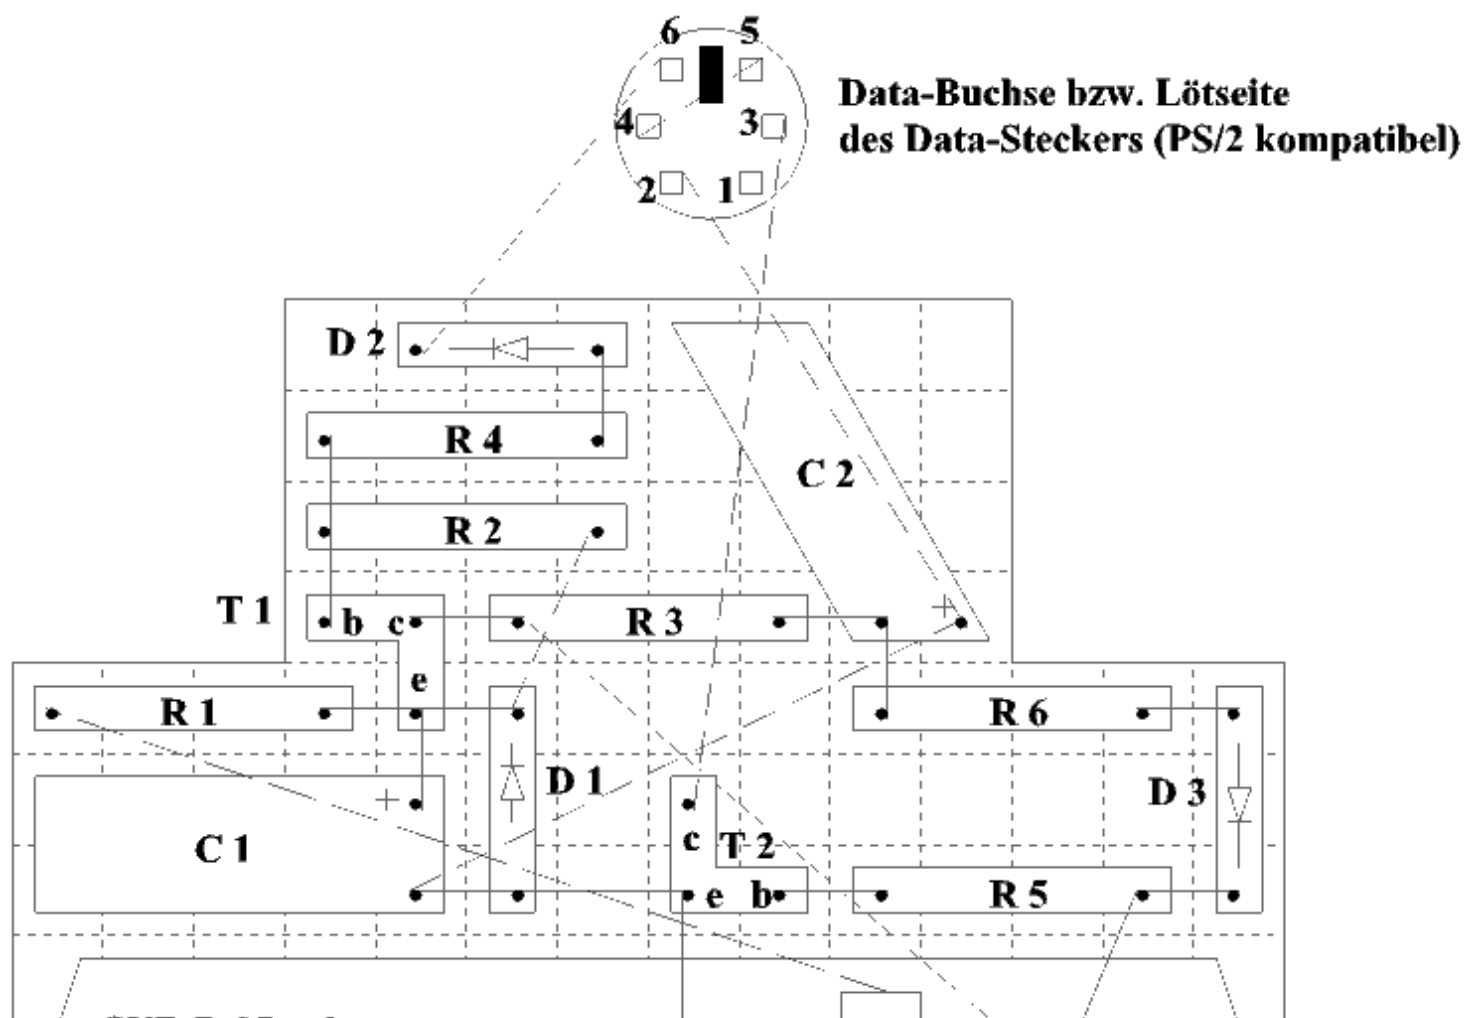 6 5
Data-Buchse bzw. Lötseite
4 3
des Data-Steckers (PS/2 kompatibel)
2 1
D 2
R 4
C 2
R 2
T 1 b c R 3 +
e
R 1 R 6
D 1 D 3
+
C 1 c T 2
e b R 5